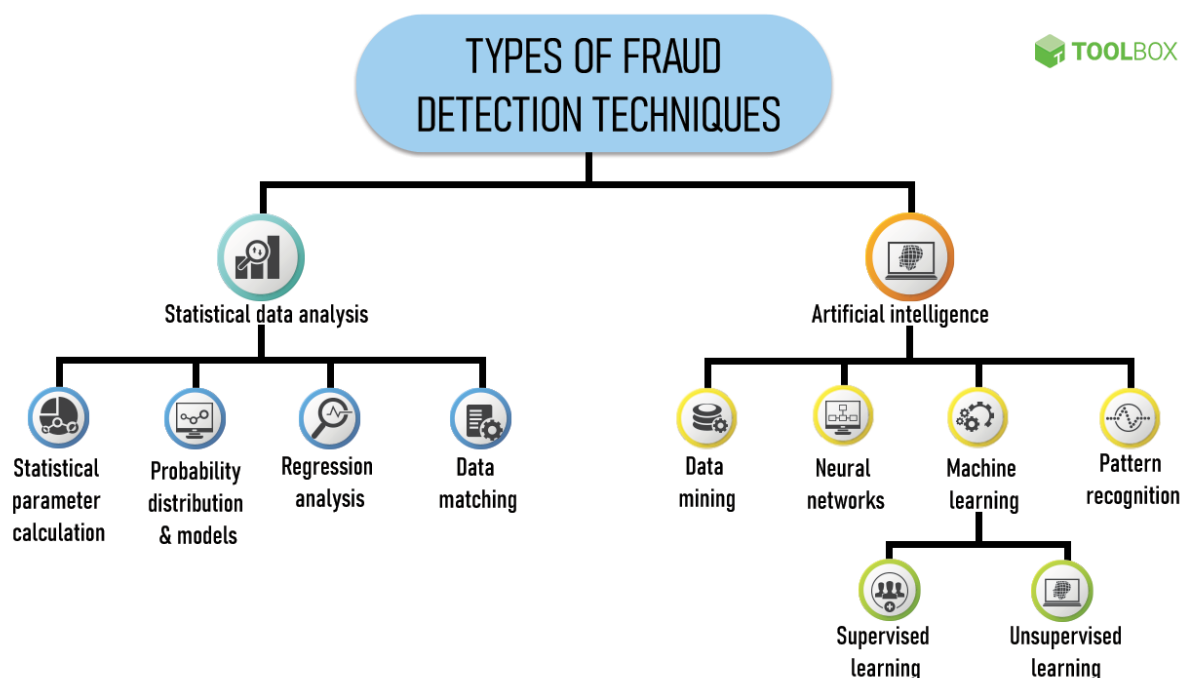 TYPES OF FRAUD
DETECTION TECHNIQUES
TOOLBOX
Statistical data analysis
Artificial intelligence
Statistical
parameter
calculation
Probability
distribution
& models
Regression
analysis
Data
matching
Data
mining
Neural
networks
Machine
learning
Pattern
recognition
Supervised
learning
Unsupervised
learning